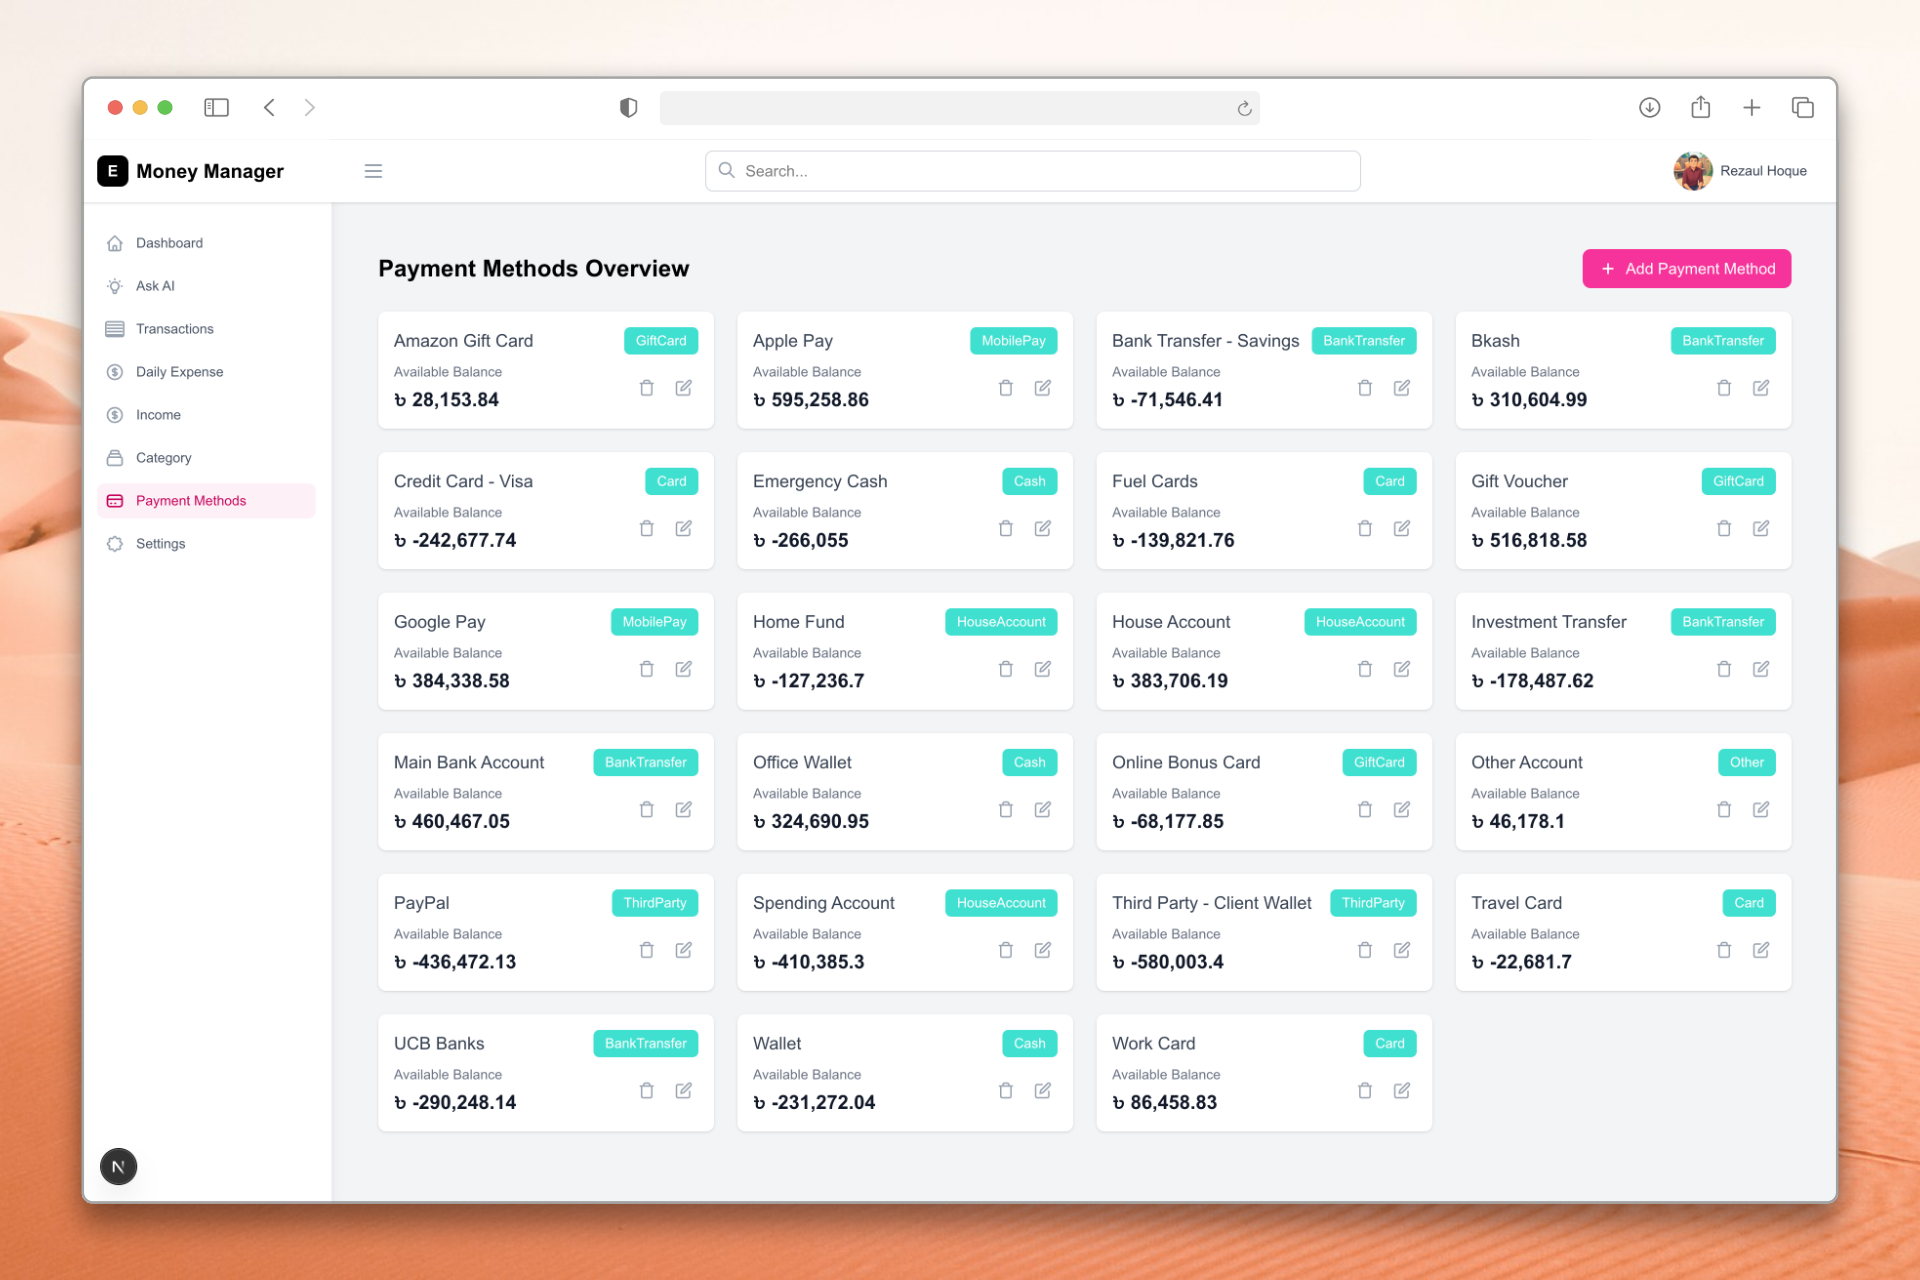 E Money Manager
Search...
Rezaul Hoque
Dashboard
Ask AI
Transactions
Daily Expense
Income
Category
Payment Methods
Settings
N
Payment Methods Overview
+ Add Payment Method
Amazon Gift Card GiftCard
Available Balance
৳ 28,153.84
Apple Pay MobilePay
Available Balance
৳ 595,258.86
Bank Transfer - Savings BankTransfer
Available Balance
৳ -71,546.41
Bkash BankTransfer
Available Balance
৳ 310,604.99
Credit Card - Visa Card
Available Balance
৳ -242,677.74
Emergency Cash Cash
Available Balance
৳ -266,055
Fuel Cards Card
Available Balance
৳ -139,821.76
Gift Voucher GiftCard
Available Balance
৳ 516,818.58
Google Pay MobilePay
Available Balance
৳ 384,338.58
Home Fund HouseAccount
Available Balance
৳ -127,236.7
House Account HouseAccount
Available Balance
৳ 383,706.19
Investment Transfer BankTransfer
Available Balance
৳ -178,487.62
Main Bank Account BankTransfer
Available Balance
৳ 460,467.05
Office Wallet Cash
Available Balance
৳ 324,690.95
Online Bonus Card GiftCard
Available Balance
৳ -68,177.85
Other Account Other
Available Balance
৳ 46,178.1
PayPal ThirdParty
Available Balance
৳ -436,472.13
Spending Account HouseAccount
Available Balance
৳ -410,385.3
Third Party - Client Wallet ThirdParty
Available Balance
৳ -580,003.4
Travel Card Card
Available Balance
৳ -22,681.7
UCB Banks BankTransfer
Available Balance
৳ -290,248.14
Wallet Cash
Available Balance
৳ -231,272.04
Work Card Card
Available Balance
৳ 86,458.83